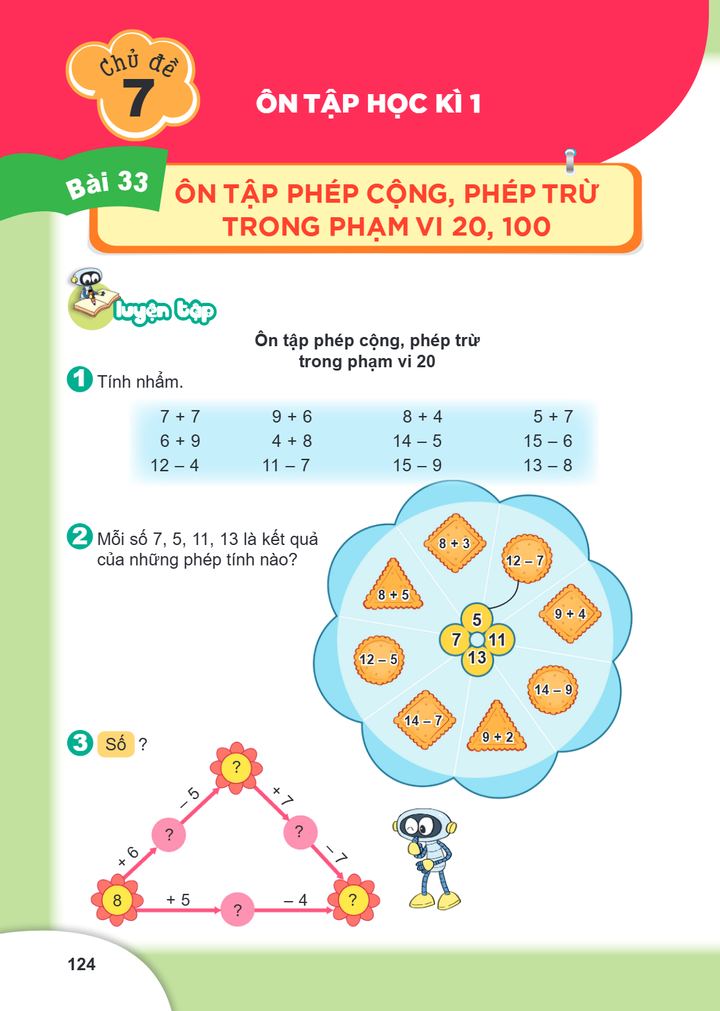 Chủ đề
7
ÔN TẬP HỌC KÌ 1
Bài 33
ÔN TẬP PHÉP CỘNG, PHÉP TRỪ
TRONG PHẠM VI 20, 100
luyện tập
Ôn tập phép cộng, phép trừ
trong phạm vi 20
1 Tính nhẩm.
7 + 7 9 + 6 8 + 4 5 + 7
6 + 9 4 + 8 14 – 5 15 – 6
12 – 4 11 – 7 15 – 9 13 – 8
2 Mỗi số 7, 5, 11, 13 là kết quả
của những phép tính nào?
8 + 3
12 – 7
8 + 5
9 + 4
5
7 11
13
12 – 5
14 – 9
14 – 7
9 + 2
3 Số ?
?
– 5 + 7
? ?
+ 6 – 7
8 + 5 ? – 4 ?
124